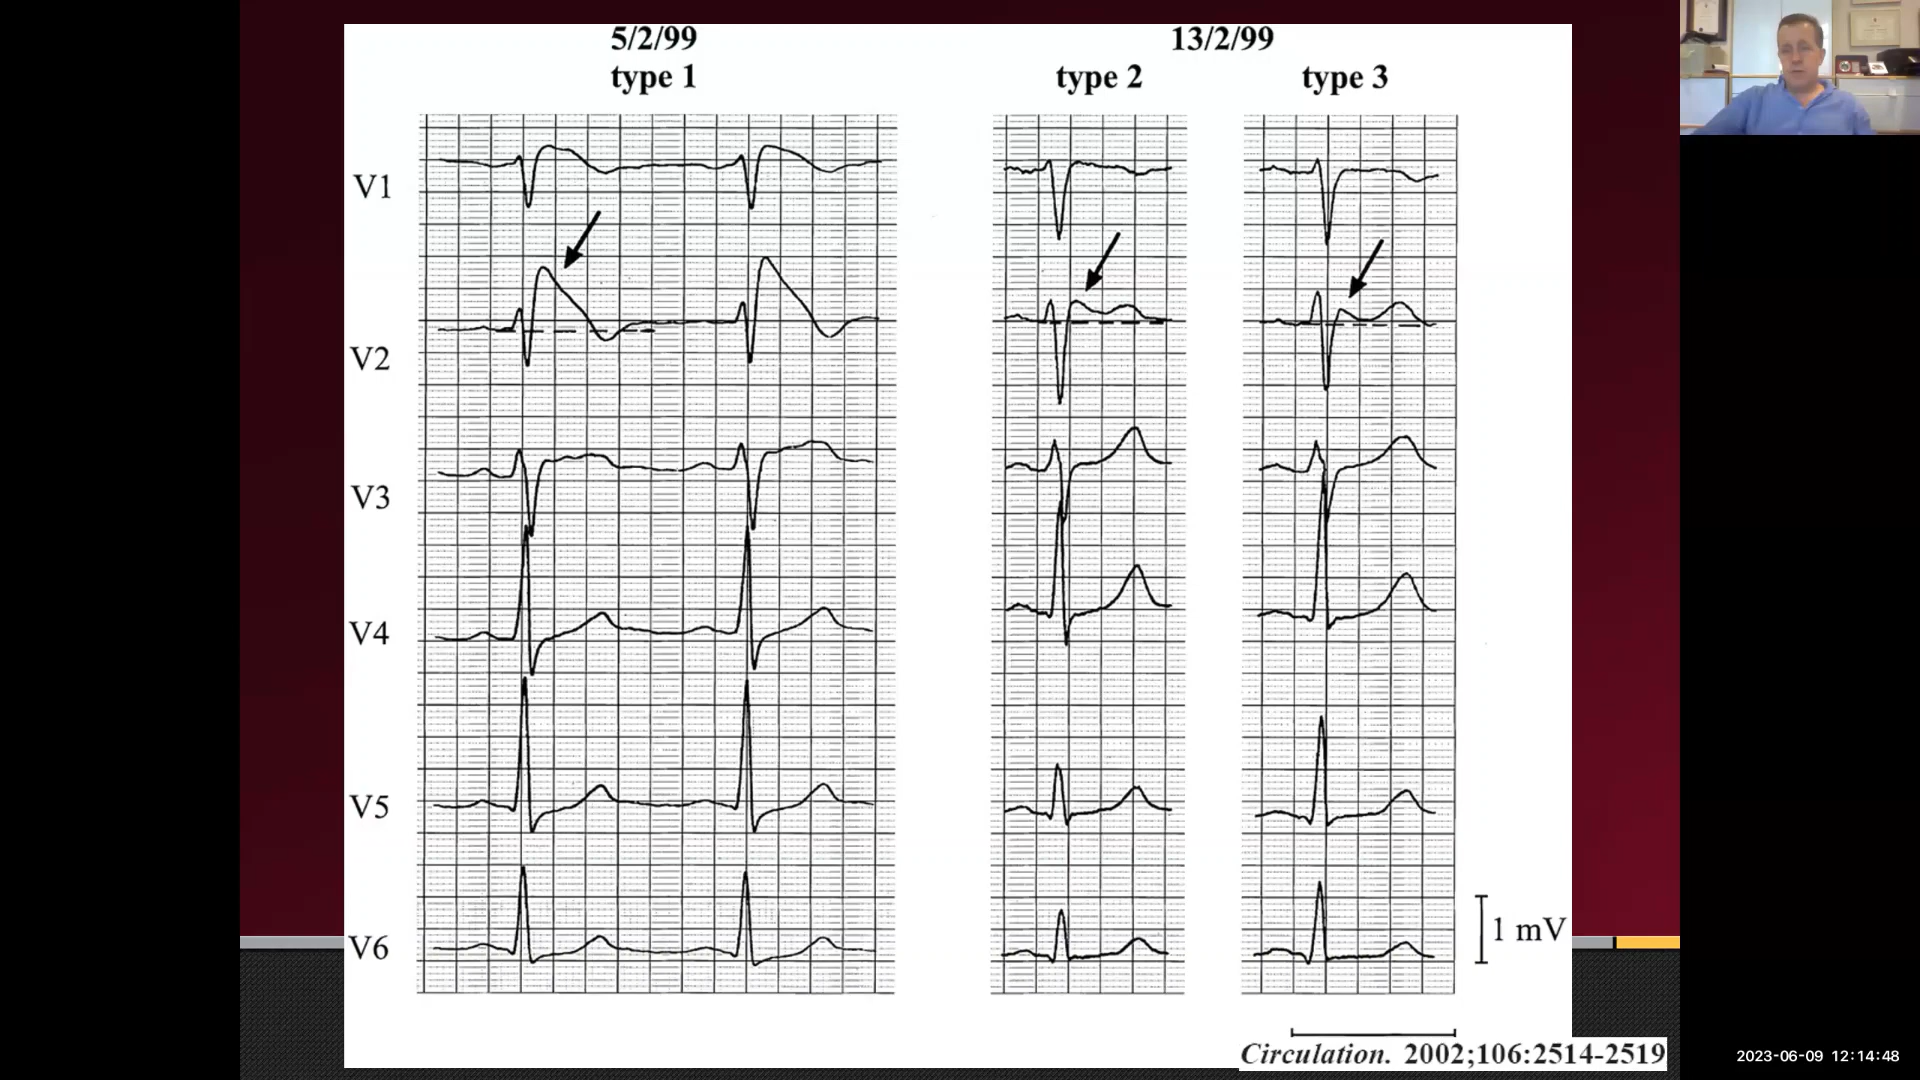 5/2/99
13/2/99
type 1
type 2
type 3
V1
V2
V3
V4
V5
V6
1 mV
Circulation. 2002;106:2514-2519
2023-06-09 12:14:48